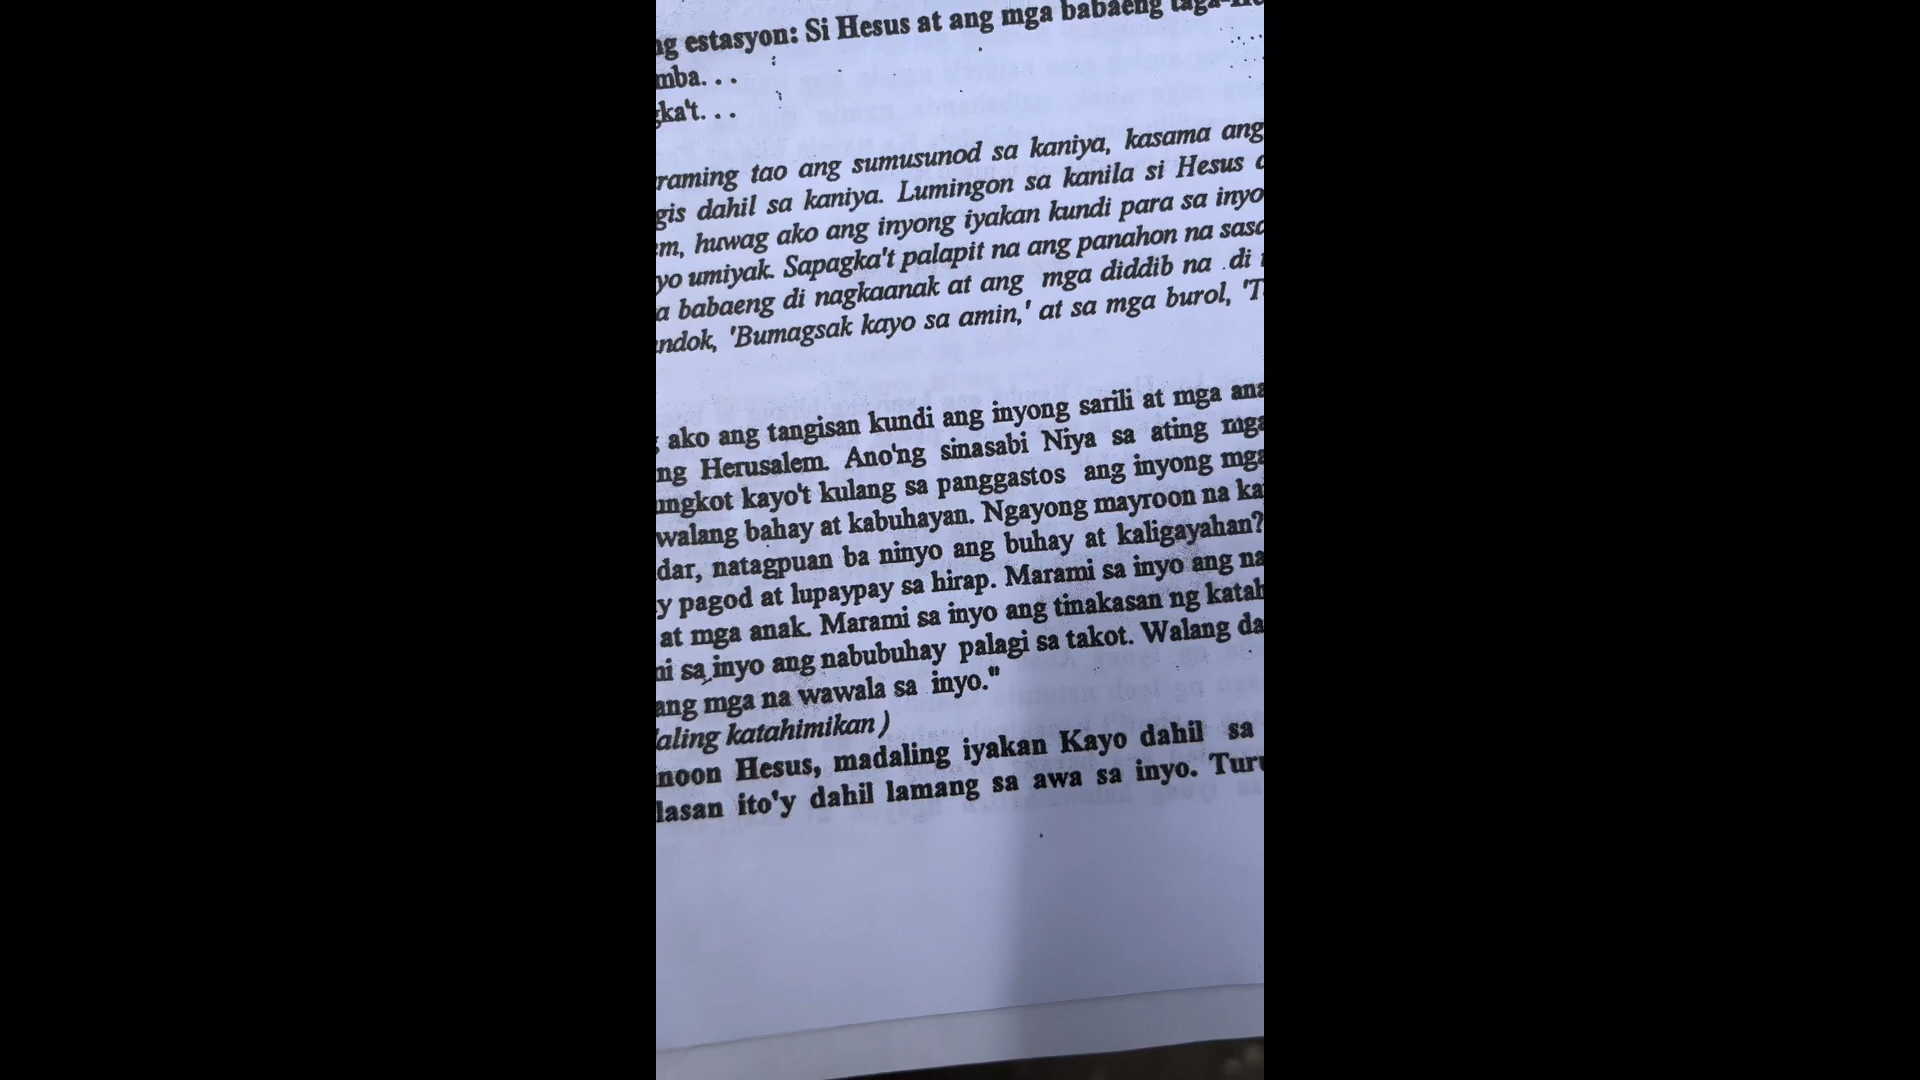 estasyon: Si Hesus at ang mga babaeng
mba. . .
ka't. . .
raming tao ang sumusunod sa kaniya, kasama ang
gis dahil sa kaniya. Lumingon sa kanila si Hesus
m, huwag ako ang inyong iyakan kundi para sa inyo
yo umiyak. Sapagka't palapit na ang panahon na
a babaeng di nagkaanak at ang mga diddib na di
ndok, 'Bumagsak kayo sa amin,' at sa mga burol,
ako ang tangisan kundi ang inyong sarili at mga
ng Herusalem. Ano'ng sinasabi Niya sa ating mga
ungkot kayo't kulang sa panggastos ang inyong mga
walang bahay at kabuhayan. Ngayong mayroon na
dar, natagpuan ba ninyo ang buhay at kaligayahan?
y pagod at lupaypay sa hirap. Marami sa inyo ang na
at mga anak. Marami sa inyo ang tinakasan ng
sa inyo ang nabubuhay palagi sa takot. Walang
ang mga na wawala sa inyo."
aling katahimikan )
noon Hesus, madaling iyakan Kayo dahil sa
lasan ito'y dahil lamang sa awa sa inyo.